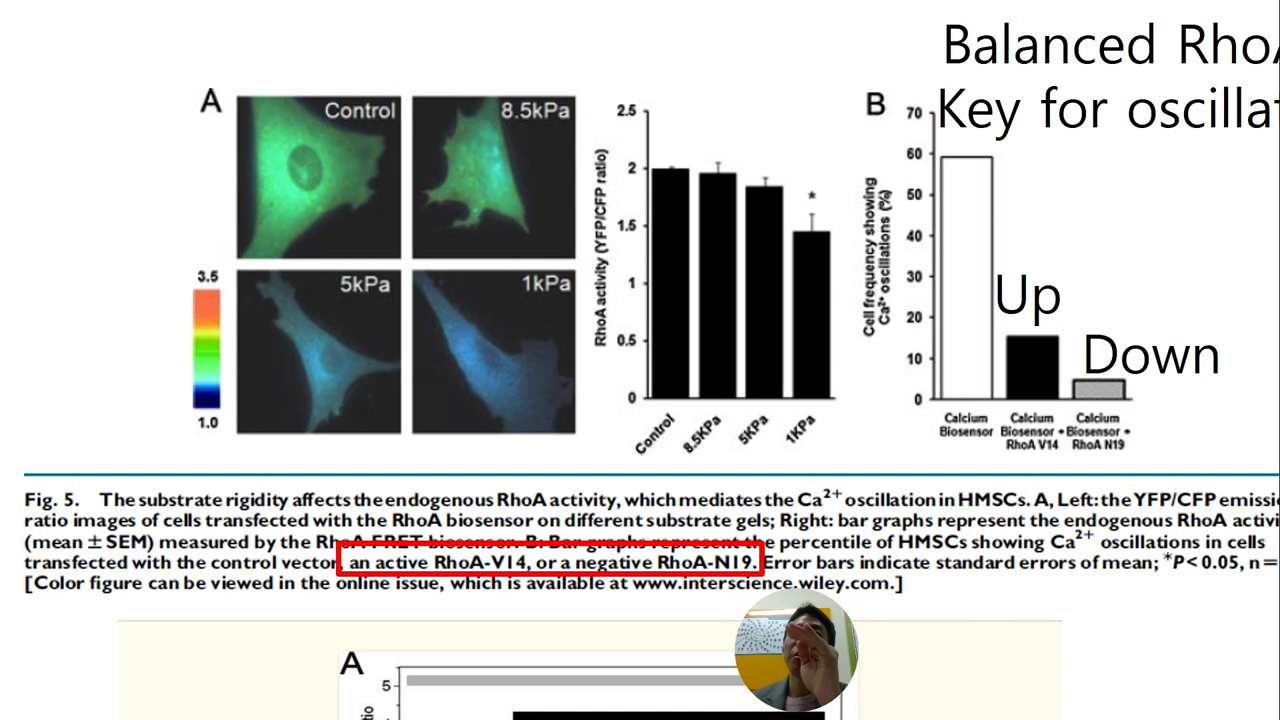 Balanced RhoA
Key for oscillat
A
Control
8.5kPa
5kPa
1kPa
3.5
1.0
RhoA activity (YFP/CFP ratio)
2.5
2
1.5
1
0.5
0
*
Control
8.5KPa
5KPa
1KPa
B
Cell frequency showing
Ca2+ oscillations (%)
70
60
50
40
30
20
10
0
Up
Down
Calcium
Biosensor
Calcium
Biosensor +
RhoA V14
Calcium
Biosensor +
RhoA N19
Fig. 5. The substrate rigidity affects the endogenous RhoA activity, which mediates the Ca2+ oscillation in HMSCs. A, Left: the YFP/CFP emissi
ratio images of cells transfected with the RhoA biosensor on different substrate gels; Right: bar graphs represent the endogenous RhoA activi
(mean ± SEM) measured by the RhoA FRET biosensor. B: Bar graphs represent the percentile of HMSCs showing Ca2+ oscillations in cells
transfected with the control vector, an active RhoA-V14, or a negative RhoA-N19. Error bars indicate standard errors of mean; *P< 0.05, n =
[Color figure can be viewed in the online issue, which is available at www.interscience.wiley.com.]
A
5
tio